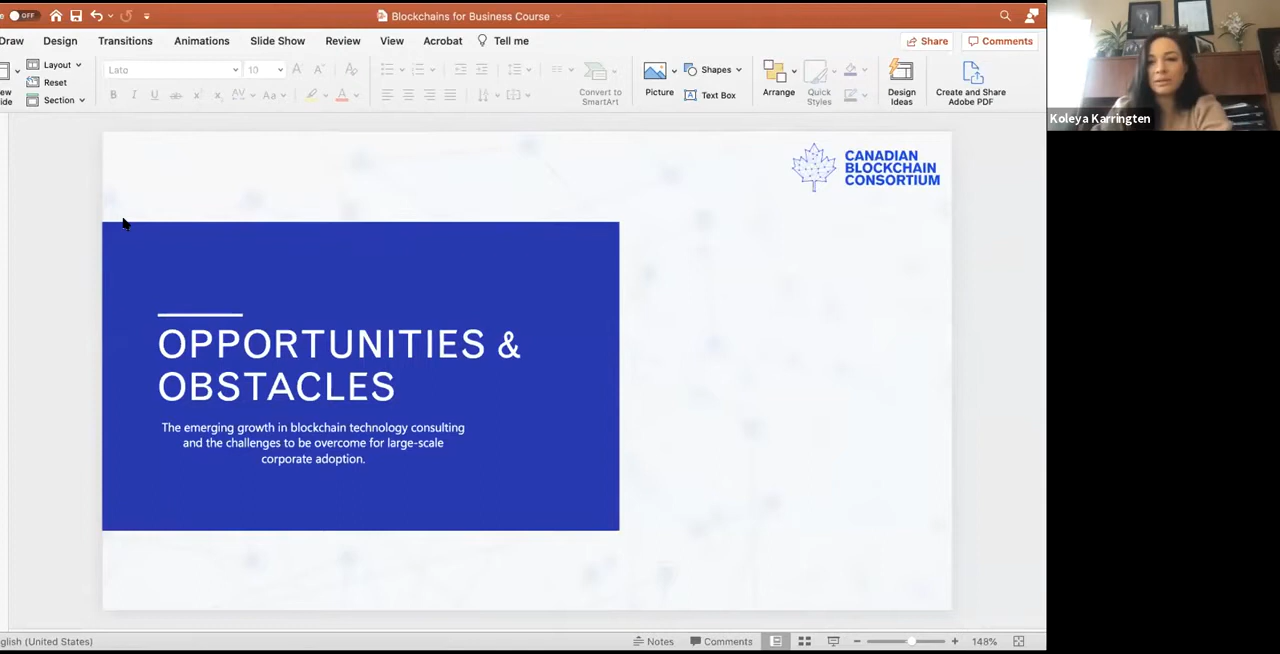 OFF
Blockchains for Business Course
Draw
Design
Transitions
Animations
Slide Show
Review
View
Acrobat
Tell me
Share
Comments
Layout
Reset
Section
Lato
10
Convert to
SmartArt
Picture
Shapes
Text Box
Arrange
Quick
Styles
Design
Ideas
Create and Share
Adobe PDF
Koleya Karringten
CANADIAN
BLOCKCHAIN
CONSORTIUM
OPPORTUNITIES &
OBSTACLES
The emerging growth in blockchain technology consulting
and the challenges to be overcome for large-scale
corporate adoption.
glish (United States)
Notes
Comments
148%